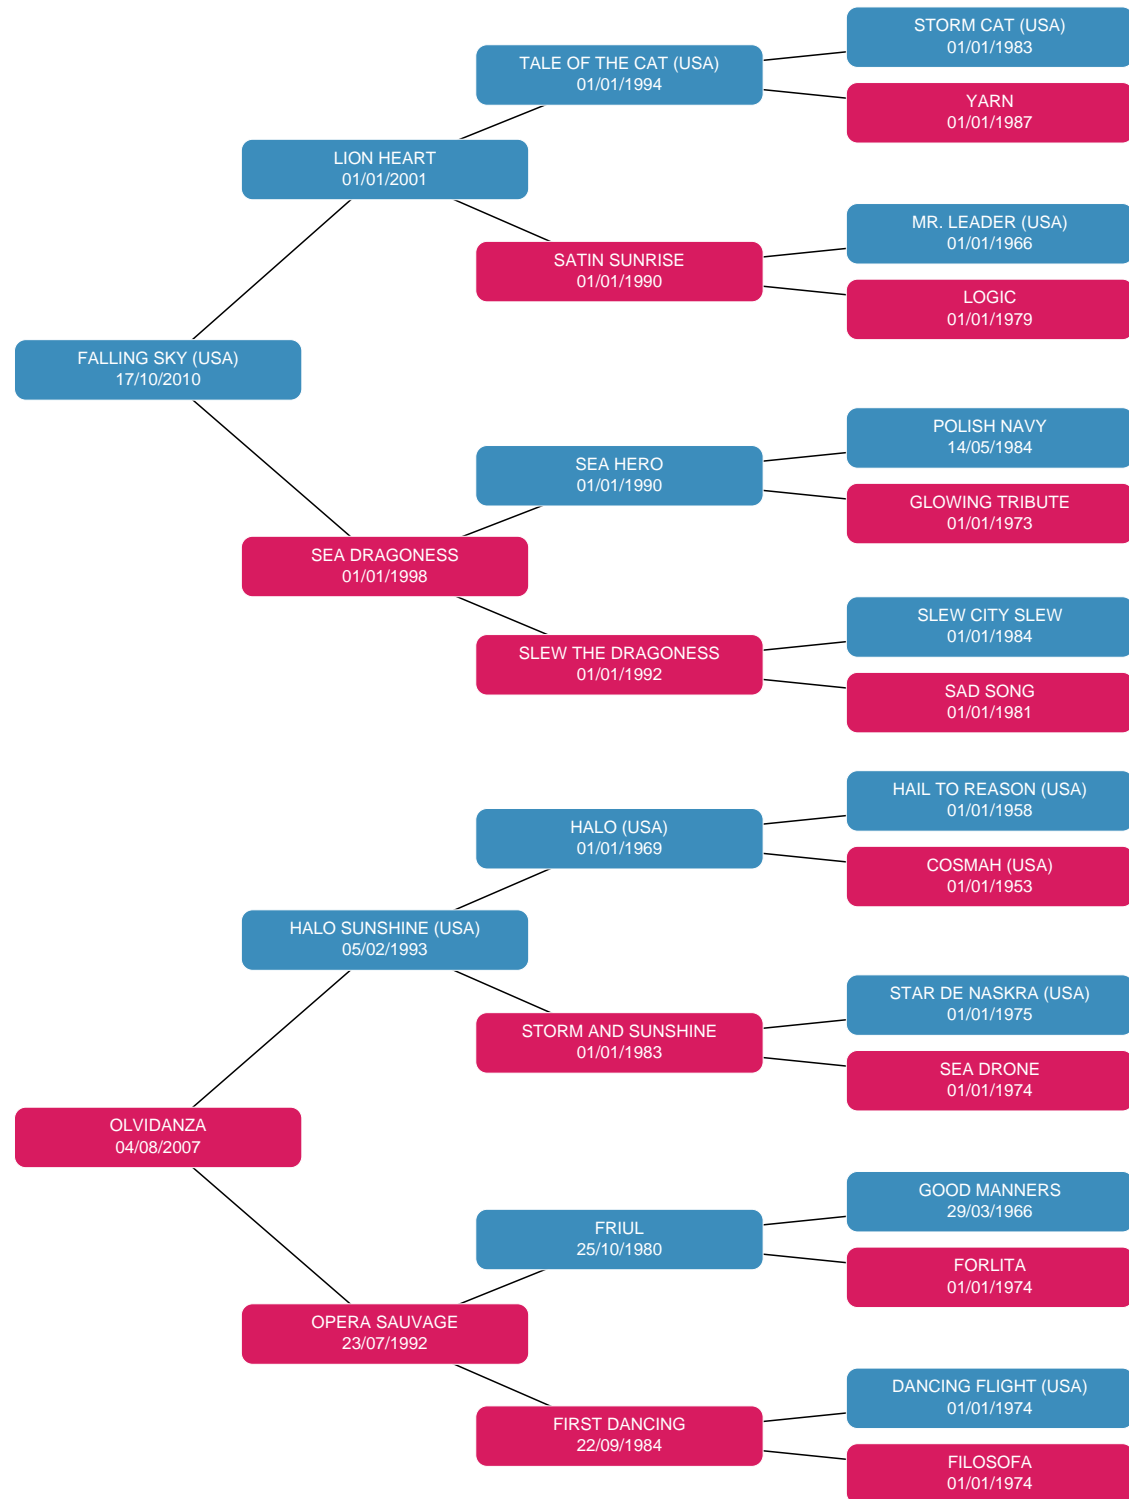 STORM CAT (USA)
01/01/1983
TALE OF THE CAT (USA)
01/01/1994
YARN
01/01/1987
LION HEART
01/01/2001
MR. LEADER (USA)
01/01/1966
SATIN SUNRISE
01/01/1990
LOGIC
01/01/1979
FALLING SKY (USA)
17/10/2010
POLISH NAVY
14/05/1984
SEA HERO
01/01/1990
GLOWING TRIBUTE
01/01/1973
SEA DRAGONESS
01/01/1998
SLEW CITY SLEW
01/01/1984
SLEW THE DRAGONESS
01/01/1992
SAD SONG
01/01/1981
HAIL TO REASON (USA)
01/01/1958
HALO (USA)
01/01/1969
COSMAH (USA)
01/01/1953
HALO SUNSHINE (USA)
05/02/1993
STAR DE NASKRA (USA)
01/01/1975
STORM AND SUNSHINE
01/01/1983
SEA DRONE
01/01/1974
OLVIDANZA
04/08/2007
GOOD MANNERS
29/03/1966
FRIUL
25/10/1980
FORLITA
01/01/1974
OPERA SAUVAGE
23/07/1992
DANCING FLIGHT (USA)
01/01/1974
FIRST DANCING
22/09/1984
FILOSOFA
01/01/1974